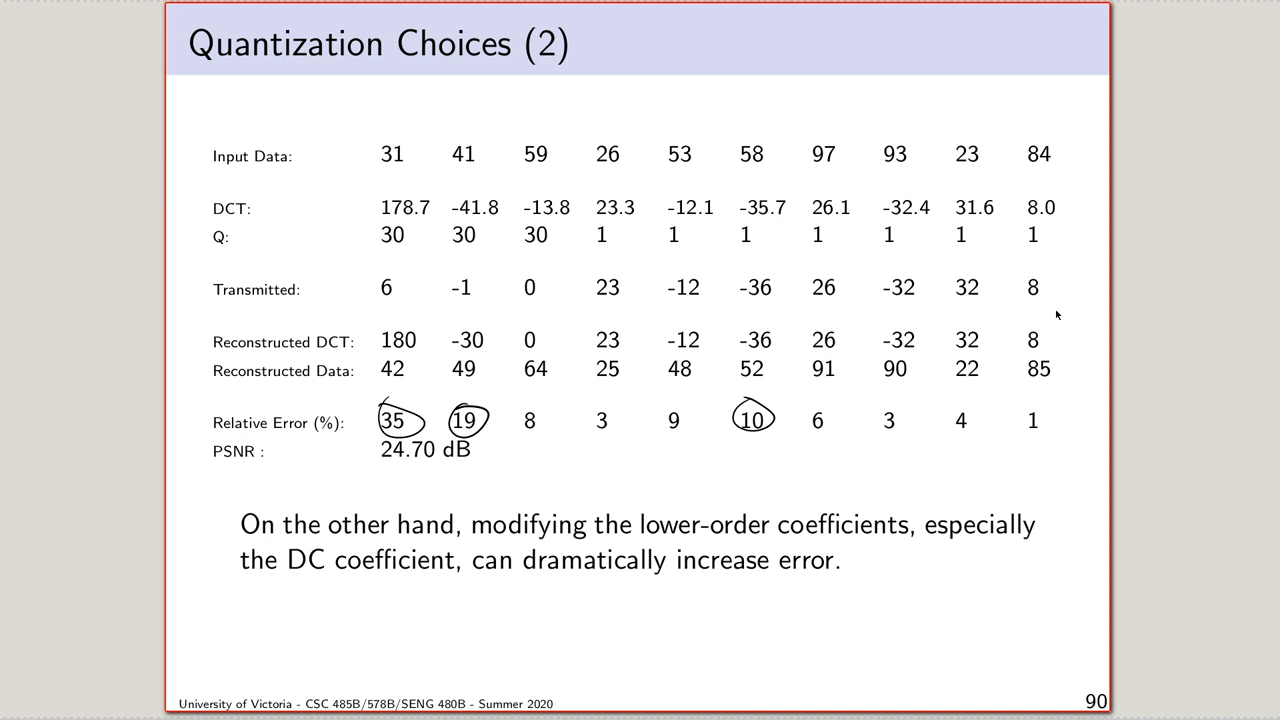 Quantization Choices (2)
Input Data: 31 41 59 26 53 58 97 93 23 84
DCT: 178.7 -41.8 -13.8 23.3 -12.1 -35.7 26.1 -32.4 31.6 8.0
Q: 30 30 30 1 1 1 1 1 1 1
Transmitted: 6 -1 0 23 -12 -36 26 -32 32 8
Reconstructed DCT: 180 -30 0 23 -12 -36 26 -32 32 8
Reconstructed Data: 42 49 64 25 48 52 91 90 22 85
Relative Error (%): 35 19 8 3 9 10 6 3 4 1
PSNR : 24.70 dB
On the other hand, modifying the lower-order coefficients, especially
the DC coefficient, can dramatically increase error.
University of Victoria - CSC 485B/578B/SENG 480B - Summer 2020 90